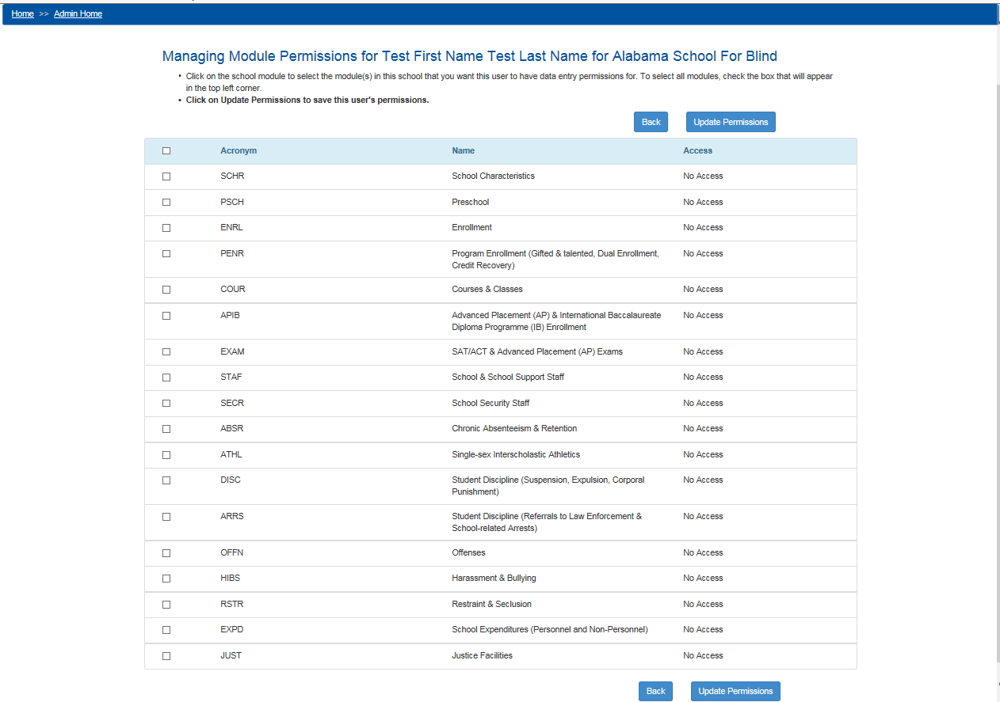 Home >> Admin Home
Managing Module Permissions for Test First Name Test Last Name for Alabama School For Blind
• Click on the school module to select the module(s) in this school that you want this user to have data entry permissions for. To select all modules, check the box that will appear
in the top left corner.
• Click on Update Permissions to save this user's permissions.
Back Update Permissions
Acronym Name Access
SCHR School Characteristics No Access
PSCH Preschool No Access
ENRL Enrollment No Access
PENR Program Enrollment (Gifted & talented, Dual Enrollment, No Access
Credit Recovery)
COUR Courses & Classes No Access
APIB Advanced Placement (AP) & International Baccalaureate No Access
Diploma Programme (IB) Enrollment
EXAM SAT/ACT & Advanced Placement (AP) Exams No Access
STAF School & School Support Staff No Access
SECR School Security Staff No Access
ABSR Chronic Absenteeism & Retention No Access
ATHL Single-sex Interscholastic Athletics No Access
DISC Student Discipline (Suspension, Expulsion, Corporal No Access
Punishment)
ARRS Student Discipline (Referrals to Law Enforcement & No Access
School-related Arrests)
OFFN Offenses No Access
HIBS Harassment & Bullying No Access
RSTR Restraint & Seclusion No Access
EXPD School Expenditures (Personnel and Non-Personnel) No Access
JUST Justice Facilities No Access
Back Update Permissions